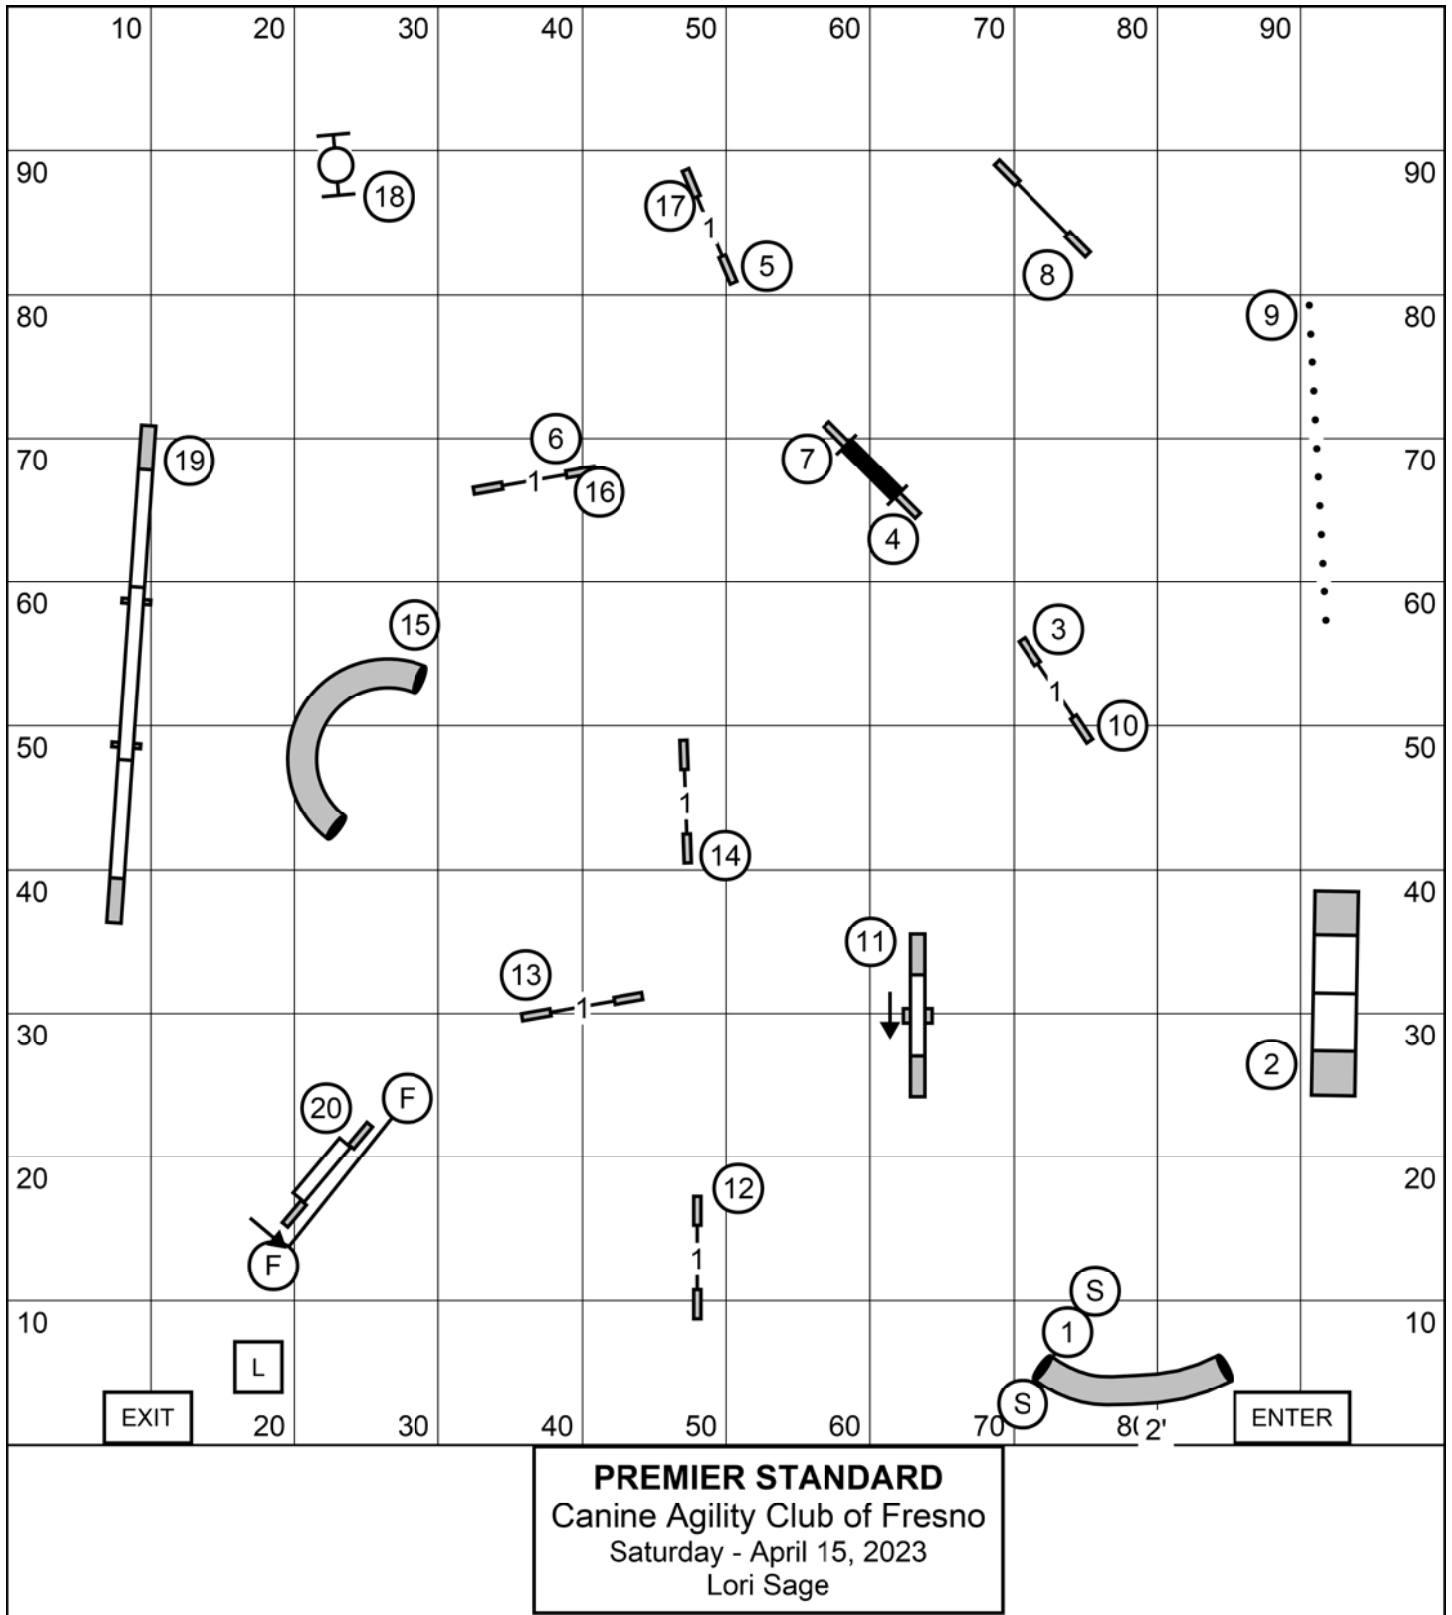 10 20 30 40 50 60 70 80 90
90 18 17 1 5 8 90
80 9 80
6 7
70 19 1 16 4 70
60 15 3 60
1 10
50 1 14 50
40 13 11 40
1
30 2 30
20 F
20 12 20
F 1 S
10 L 1 10
EXIT 20 30 40 50 60 70 S 80 2' ENTER
PREMIER STANDARD
Canine Agility Club of Fresno
Saturday - April 15, 2023
Lori Sage